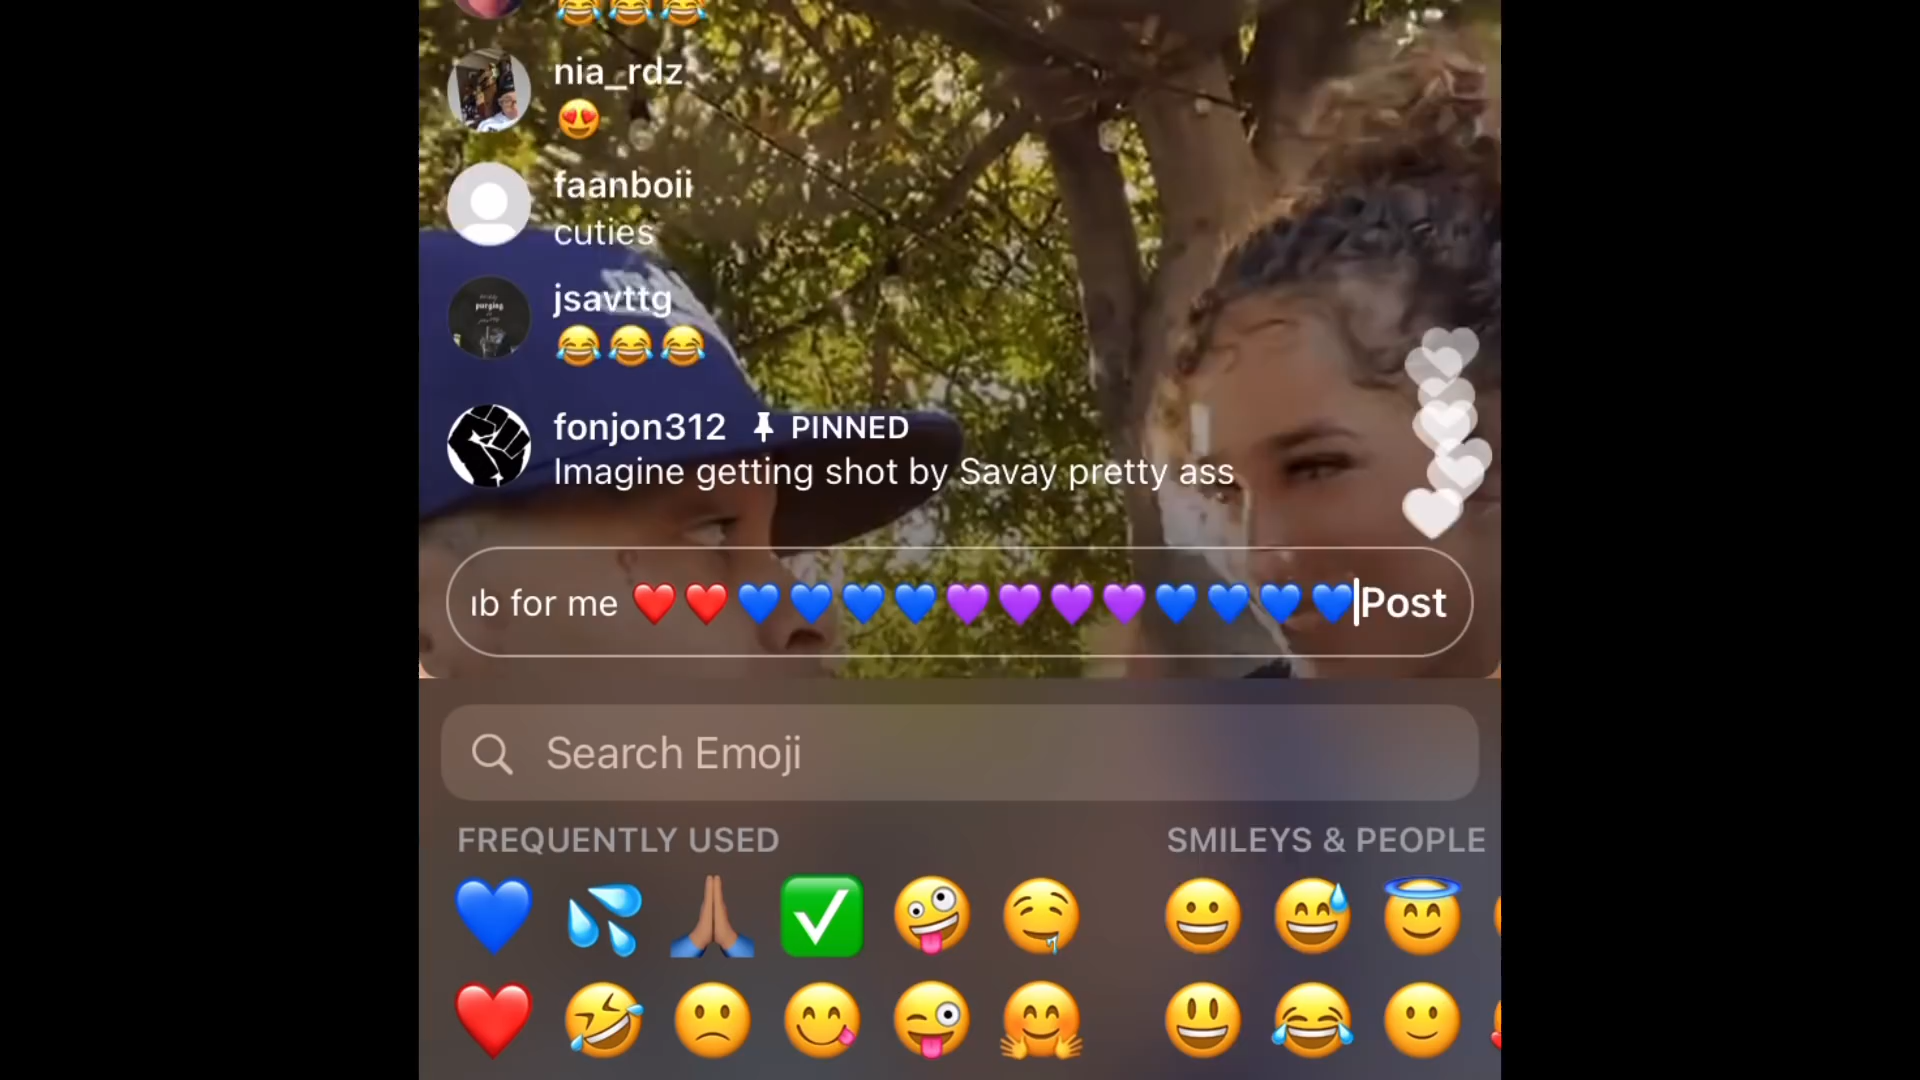 😂😂😂
nia_rdz
😍
faanboii
cuties
jsavttg
😂😂😂
fonjon312 PINNED
Imagine getting shot by Savay pretty ass
for me ❤️❤️💙💙💙💙💜💜💜💜💙💙💙💙 Post
Search Emoji
FREQUENTLY USED SMILEYS & PEOPLE